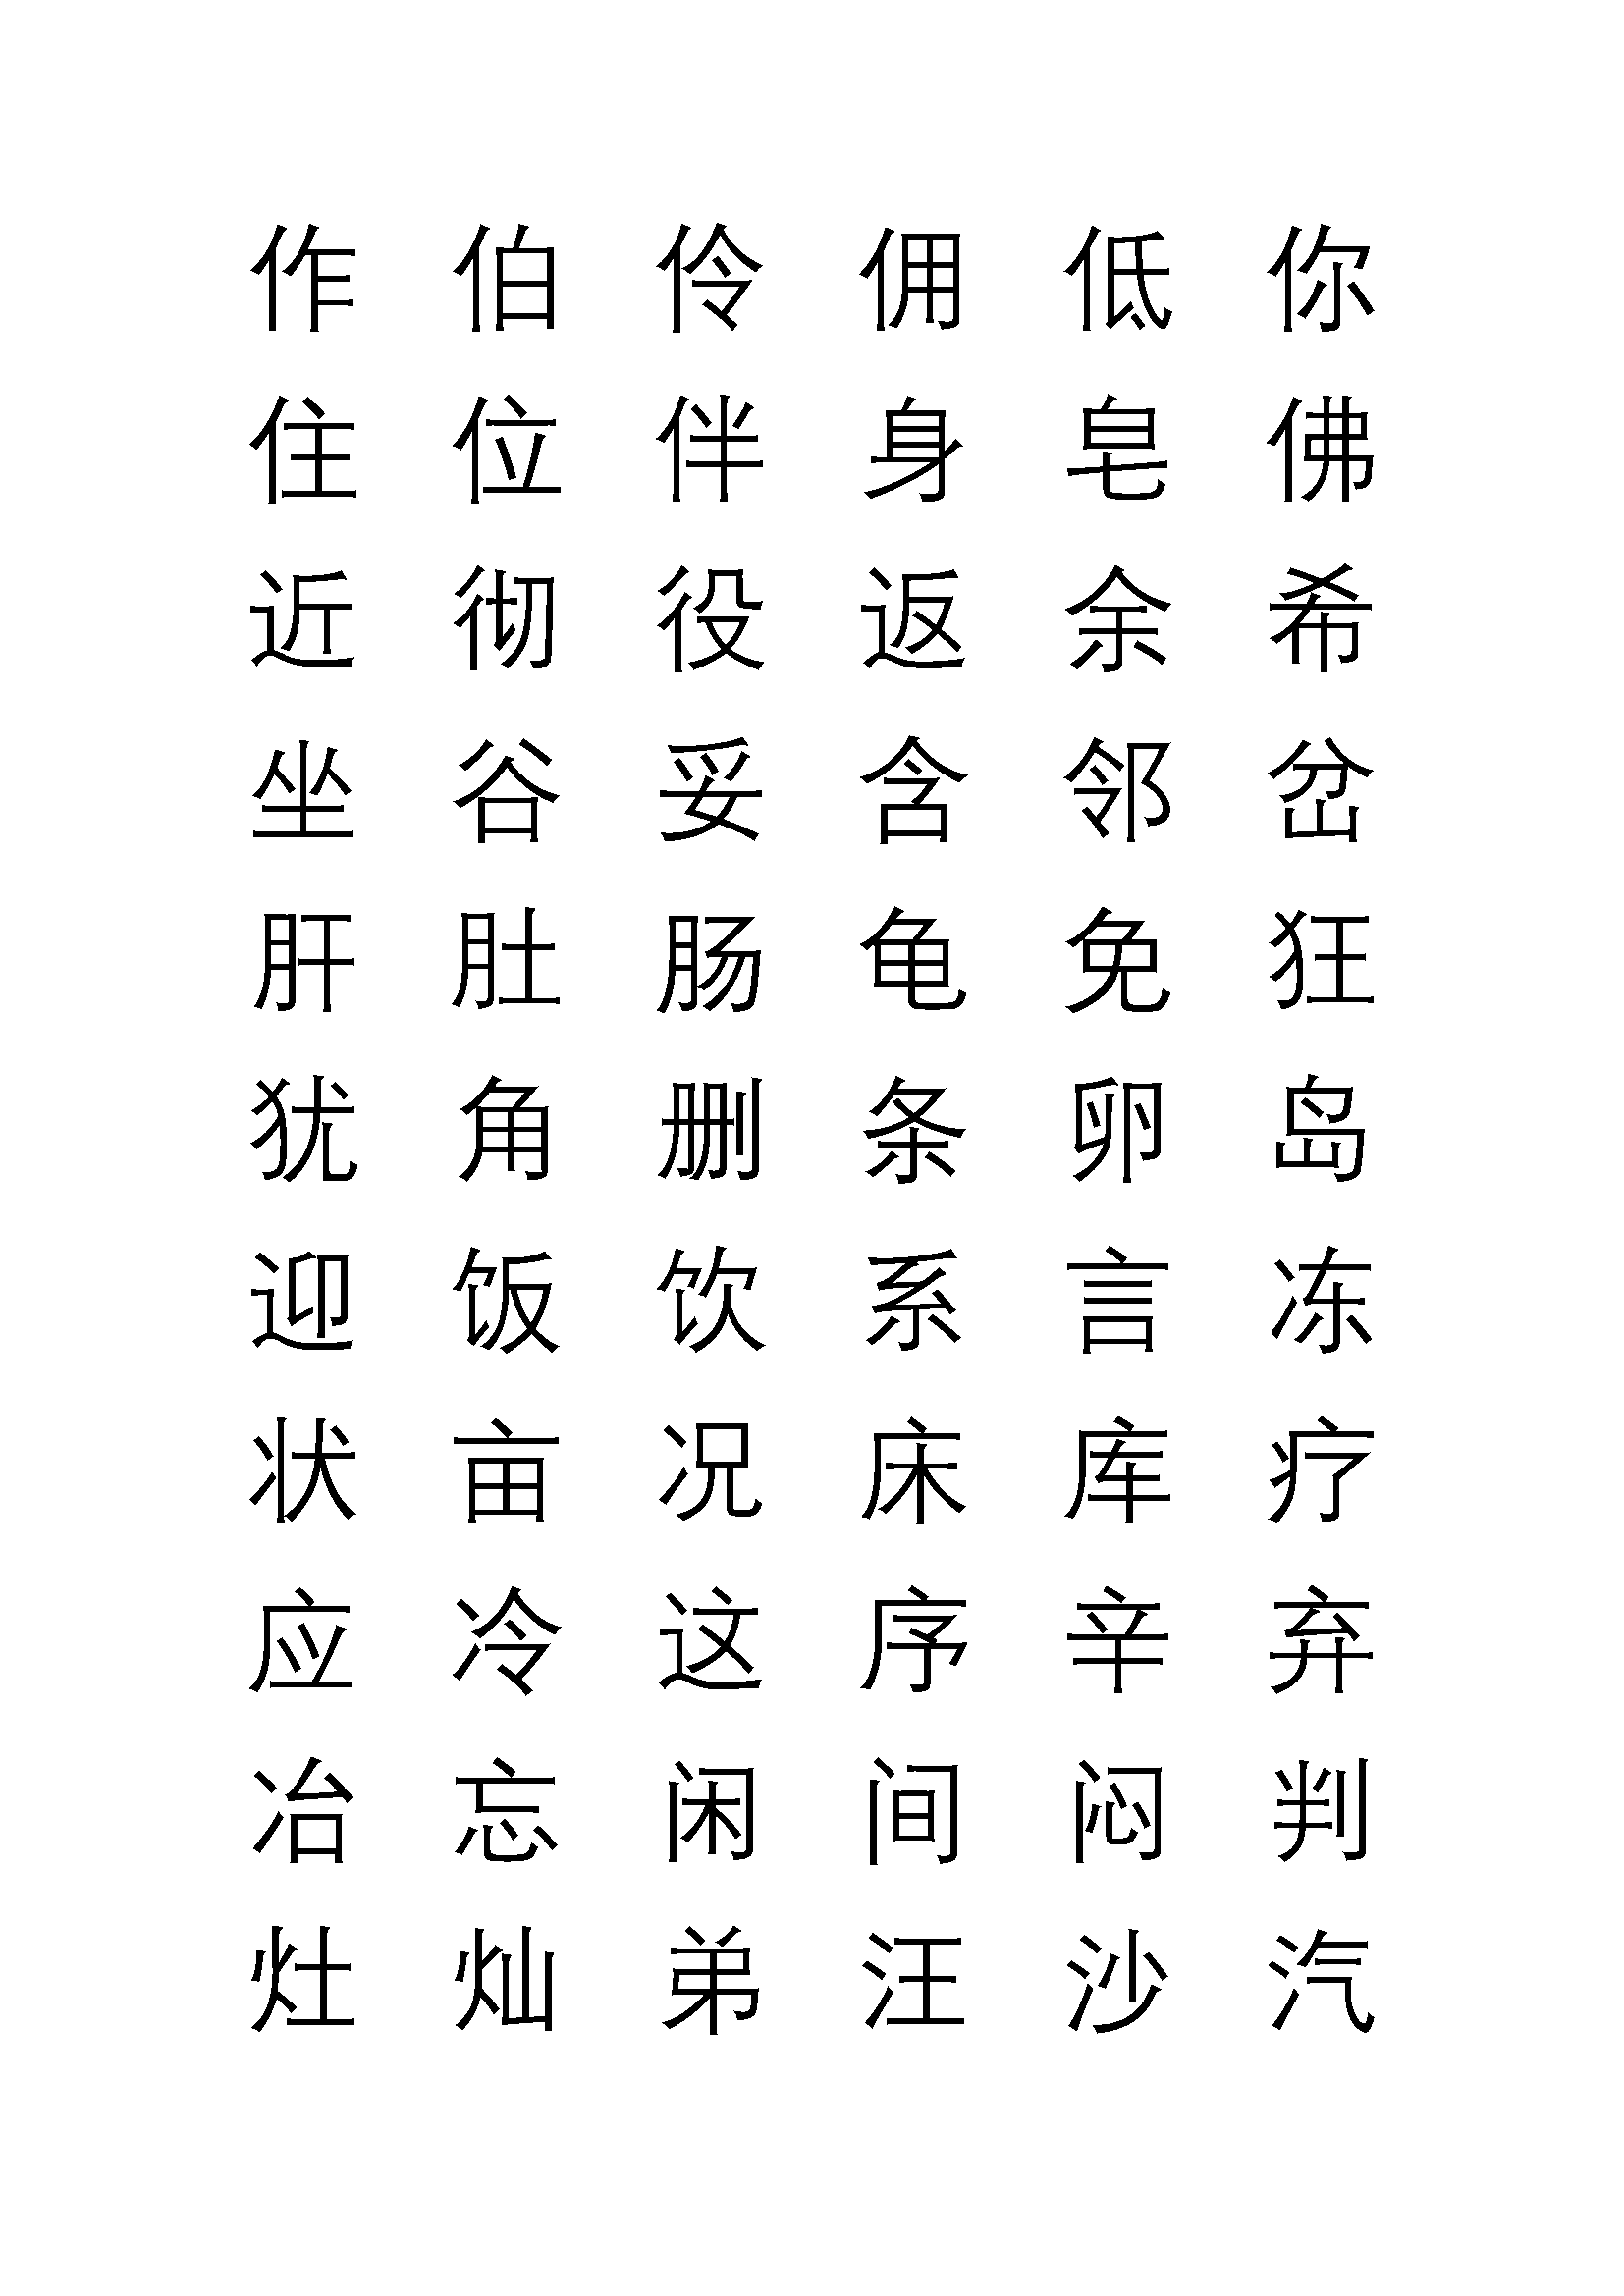 作 伯 伶 佣 低 你
住 位 伴 身 皂 佛
近 彻 役 返 余 希
坐 谷 妥 含 邻 岔
肝 肚 肠 龟 免 狂
犹 角 删 条 卵 岛
迎 饭 饮 系 言 冻
状 亩 况 床 库 疗
应 冷 这 序 辛 弃
冶 忘 闲 间 闷 判
灶 灿 弟 汪 沙 汽